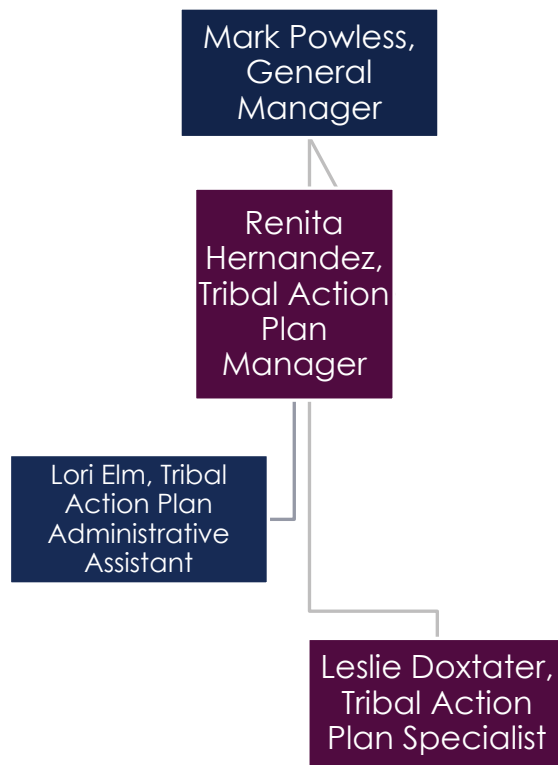 Mark Powless,
General
Manager
Renita
Hernandez,
Tribal Action
Plan
Manager
Lori Elm, Tribal
Action Plan
Administrative
Assistant
Leslie Doxtater,
Tribal Action
Plan Specialist